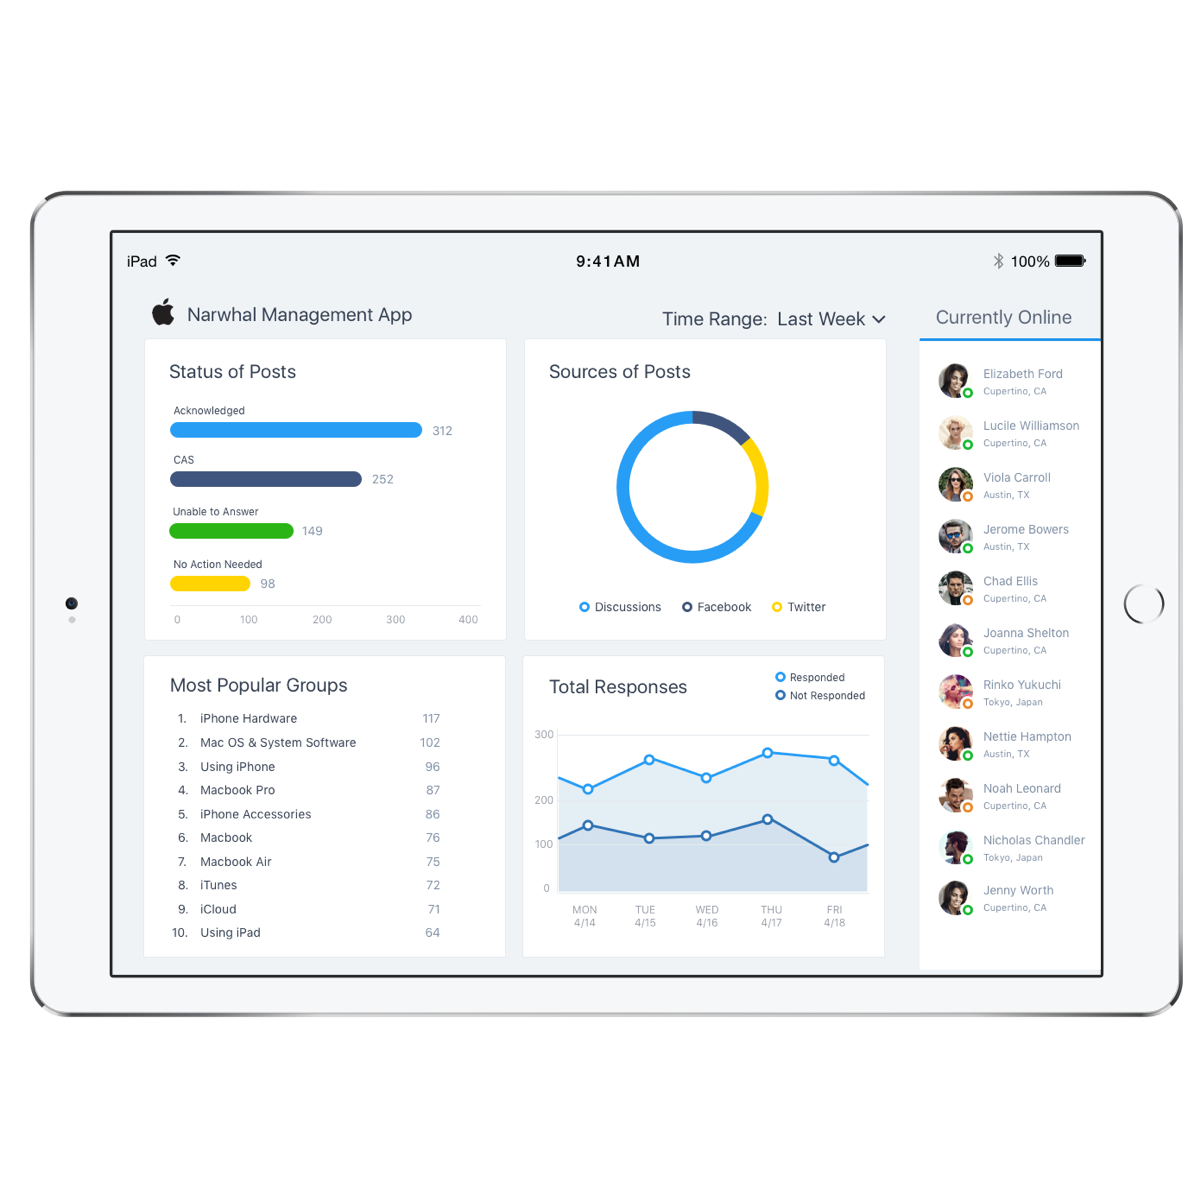 iPad
9:41AM
100%
Narwhal Management App
Time Range: Last Week
Currently Online
Status of Posts
Acknowledged
312
CAS
252
Unable to Answer
149
No Action Needed
98
0 100 200 300 400
Sources of Posts
Discussions Facebook Twitter
Most Popular Groups
1. iPhone Hardware 117
2. Mac OS & System Software 102
3. Using iPhone 96
4. Macbook Pro 87
5. iPhone Accessories 86
6. Macbook 76
7. Macbook Air 75
8. iTunes 72
9. iCloud 71
10. Using iPad 64
Total Responses
Responded
Not Responded
300
200
100
0
MON TUE WED THU FRI
4/14 4/15 4/16 4/17 4/18
Elizabeth Ford
Cupertino, CA
Lucile Williamson
Cupertino, CA
Viola Carroll
Austin, TX
Jerome Bowers
Austin, TX
Chad Ellis
Cupertino, CA
Joanna Shelton
Cupertino, CA
Rinko Yukuchi
Tokyo, Japan
Nettie Hampton
Austin, TX
Noah Leonard
Cupertino, CA
Nicholas Chandler
Tokyo, Japan
Jenny Worth
Cupertino, CA